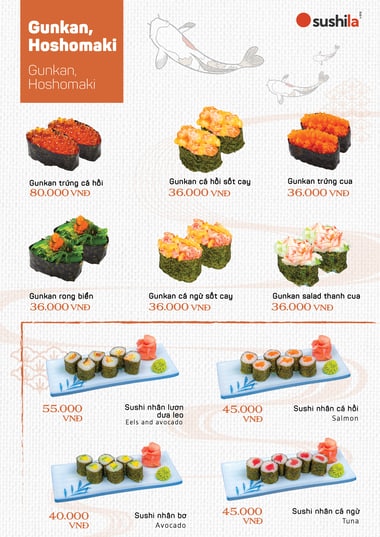 Gunkan,
Hoshomaki
Gunkan,
Hoshomaki
sushila
Gunkan trứng cá hồi
80.000 VNĐ
Gunkan cá hồi sốt cay
36.000 VNĐ
Gunkan trứng cua
36.000 VNĐ
Gunkan rong biển
36.000 VNĐ
Gunkan cá ngừ sốt cay
36.000 VNĐ
Gunkan salad thanh cua
36.000 VNĐ
55.000
VNĐ
Sushi nhân lươn
dưa leo
Eels and avocado
45.000
VNĐ
Sushi nhân cá hồi
Salmon
40.000
VNĐ
Sushi nhân bơ
Avocado
45.000
VNĐ
Sushi nhân cá ngừ
Tuna